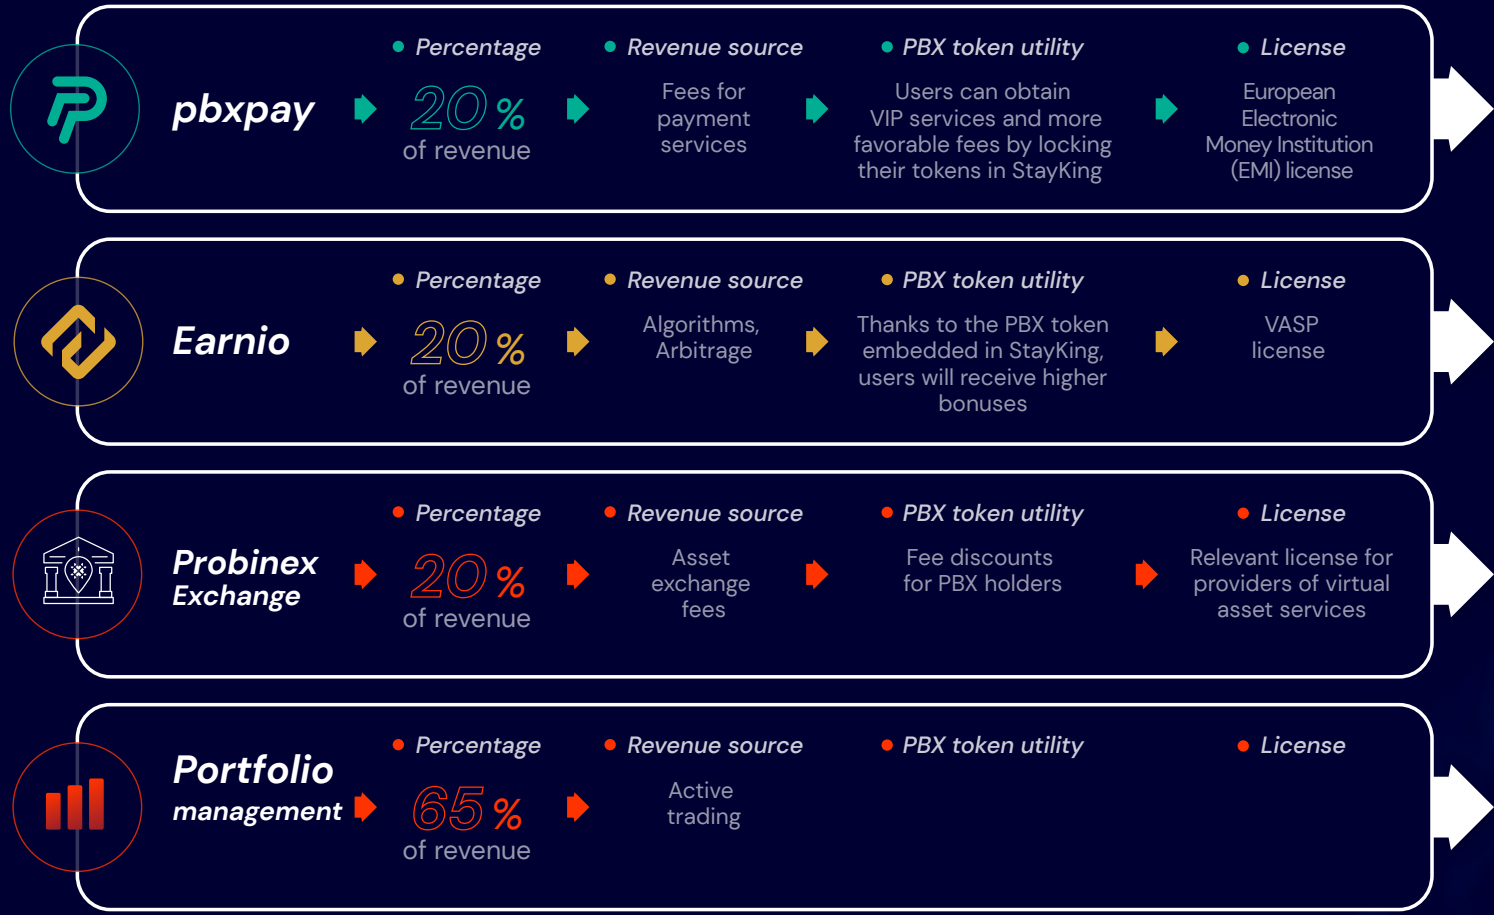 pbxpay
Percentage
20 %
of revenue
Revenue source
Fees for
payment
services
PBX token utility
Users can obtain
VIP services and more
favorable fees by locking
their tokens in StayKing
License
European
Electronic
Money Institution
(EMI) license
Earnio
Percentage
20 %
of revenue
Revenue source
Algorithms,
Arbitrage
PBX token utility
Thanks to the PBX token
embedded in StayKing,
users will receive higher
bonuses
License
VASP
license
Probinex
Exchange
Percentage
20 %
of revenue
Revenue source
Asset
exchange
fees
PBX token utility
Fee discounts
for PBX holders
License
Relevant license for
providers of virtual
asset services
Portfolio
management
Percentage
65 %
of revenue
Revenue source
Active
trading
PBX token utility
License